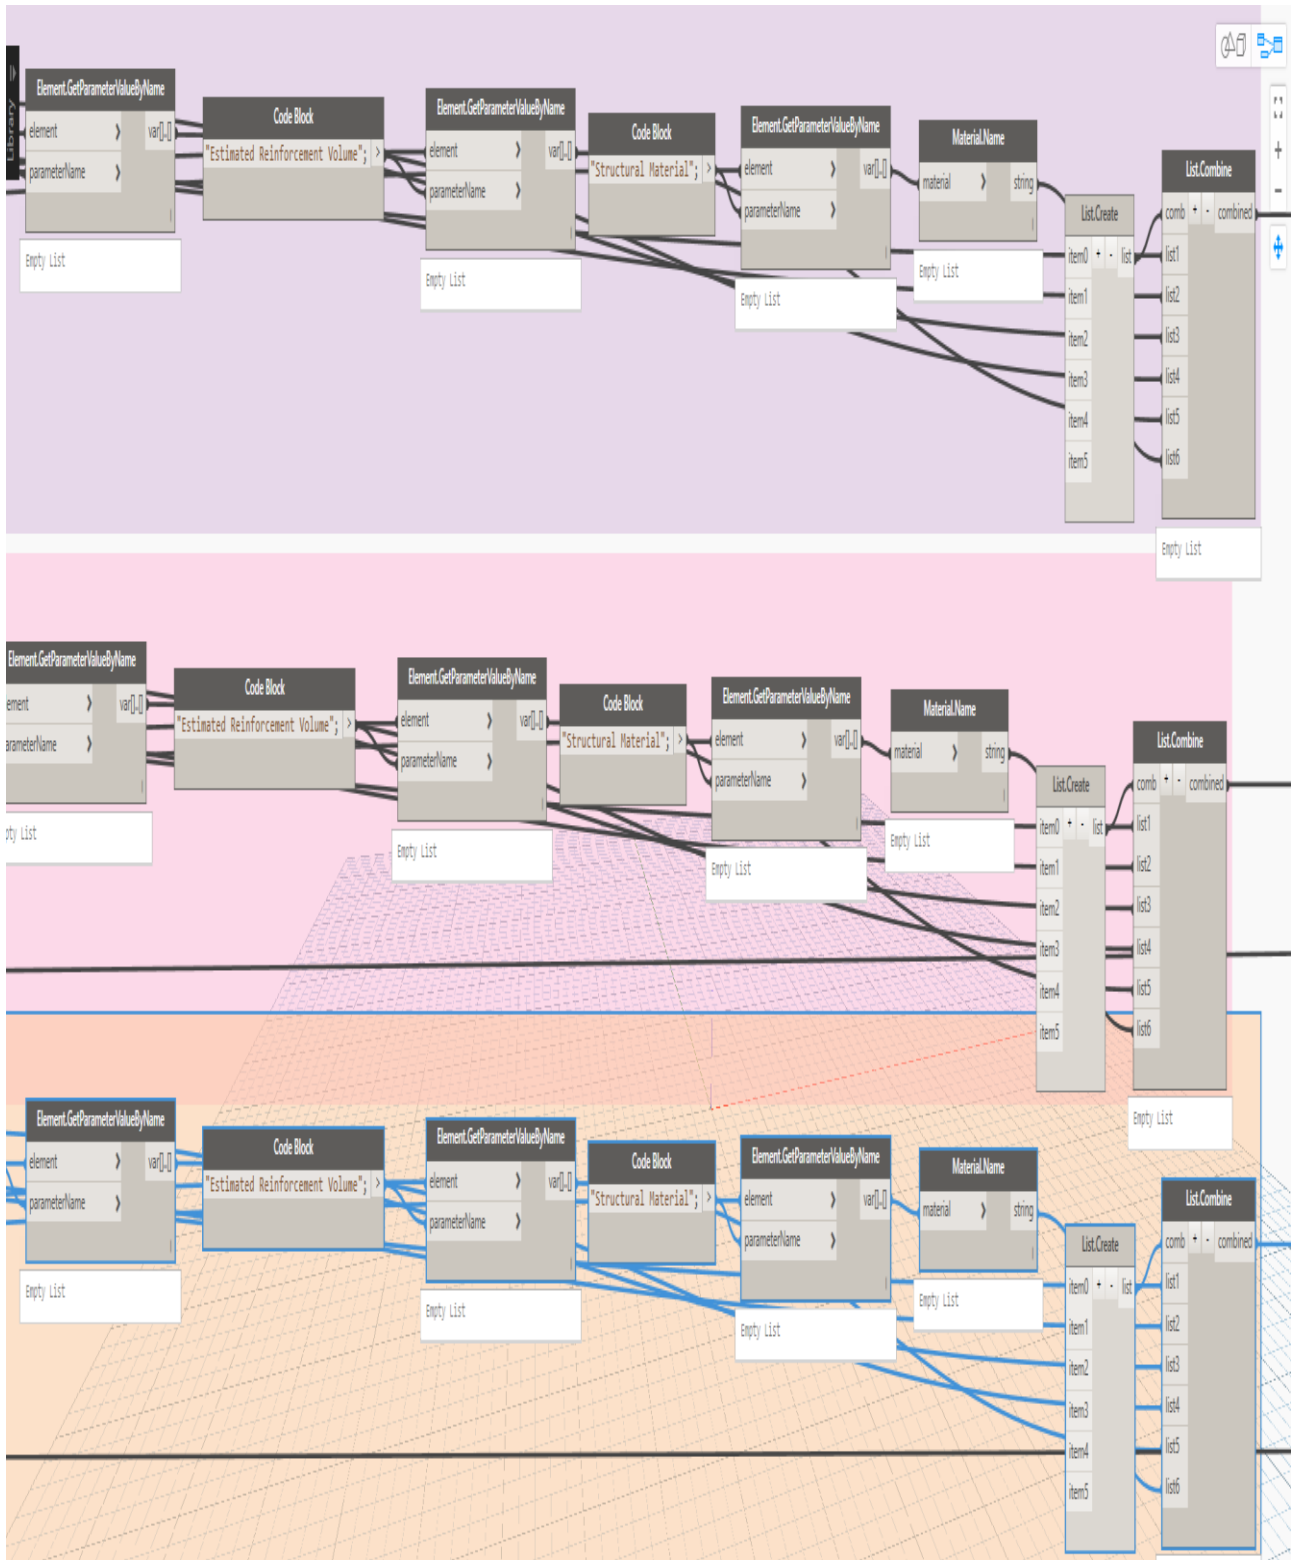 Library
Element.GetParameterValueByName
element > var[]..[]
parameterName >
Empty List
Code Block
"Estimated Reinforcement Volume"; >
Element.GetParameterValueByName
element > var[]..[]
parameterName >
Empty List
Code Block
"Structural Material"; >
Element.GetParameterValueByName
element > var[]..[]
parameterName >
Empty List
Material.Name
material > string
Empty List
List.Create
item0 + - list
item1
item2
item3
item4
item5
List.Combine
comb + - combined
list1
list2
list3
list4
list5
list6
Empty List
+
-
Element.GetParameterValueByName
ement > var[]..[]
arameterName >
pty List
Code Block
"Estimated Reinforcement Volume"; >
Element.GetParameterValueByName
element > var[]..[]
parameterName >
Empty List
Code Block
"Structural Material"; >
Element.GetParameterValueByName
element > var[]..[]
parameterName >
Empty List
Material.Name
material > string
Empty List
List.Create
item0 + - list
item1
item2
item3
item4
item5
List.Combine
comb + - combined
list1
list2
list3
list4
list5
list6
Empty List
Element.GetParameterValueByName
element > var[]..[]
parameterName >
Empty List
Code Block
"Estimated Reinforcement Volume"; >
Element.GetParameterValueByName
element > var[]..[]
parameterName >
Empty List
Code Block
"Structural Material"; >
Element.GetParameterValueByName
element > var[]..[]
parameterName >
Empty List
Material.Name
material > string
Empty List
List.Create
item0 + - list
item1
item2
item3
item4
item5
List.Combine
comb + - combined
list1
list2
list3
list4
list5
list6